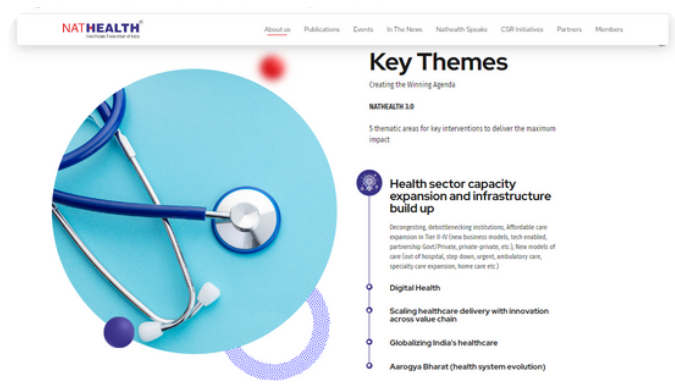 NATHEALTH
Healthcare Federation of India
About us
Publications
Events
In The News
Nathealth Speaks
CSR Initiatives
Partners
Members
Key Themes
Creating the Winning Agenda
NATHEALTH 3.0
5 thematic areas for key interventions to deliver the maximum
impact
Health sector capacity
expansion and infrastructure
build up
Decongesting, debottlenecking institutions, Affordable care
expansion in Tier II-IV (new business models, tech enabled,
partnership Govt/Private, private-private, etc.), New models of
care (out of hospital, step down, urgent, ambulatory care,
specialty care expansion, home care etc.)
Digital Health
Scaling healthcare delivery with innovation
across value chain
Globalizing India's healthcare
Aarogya Bharat (health system evolution)